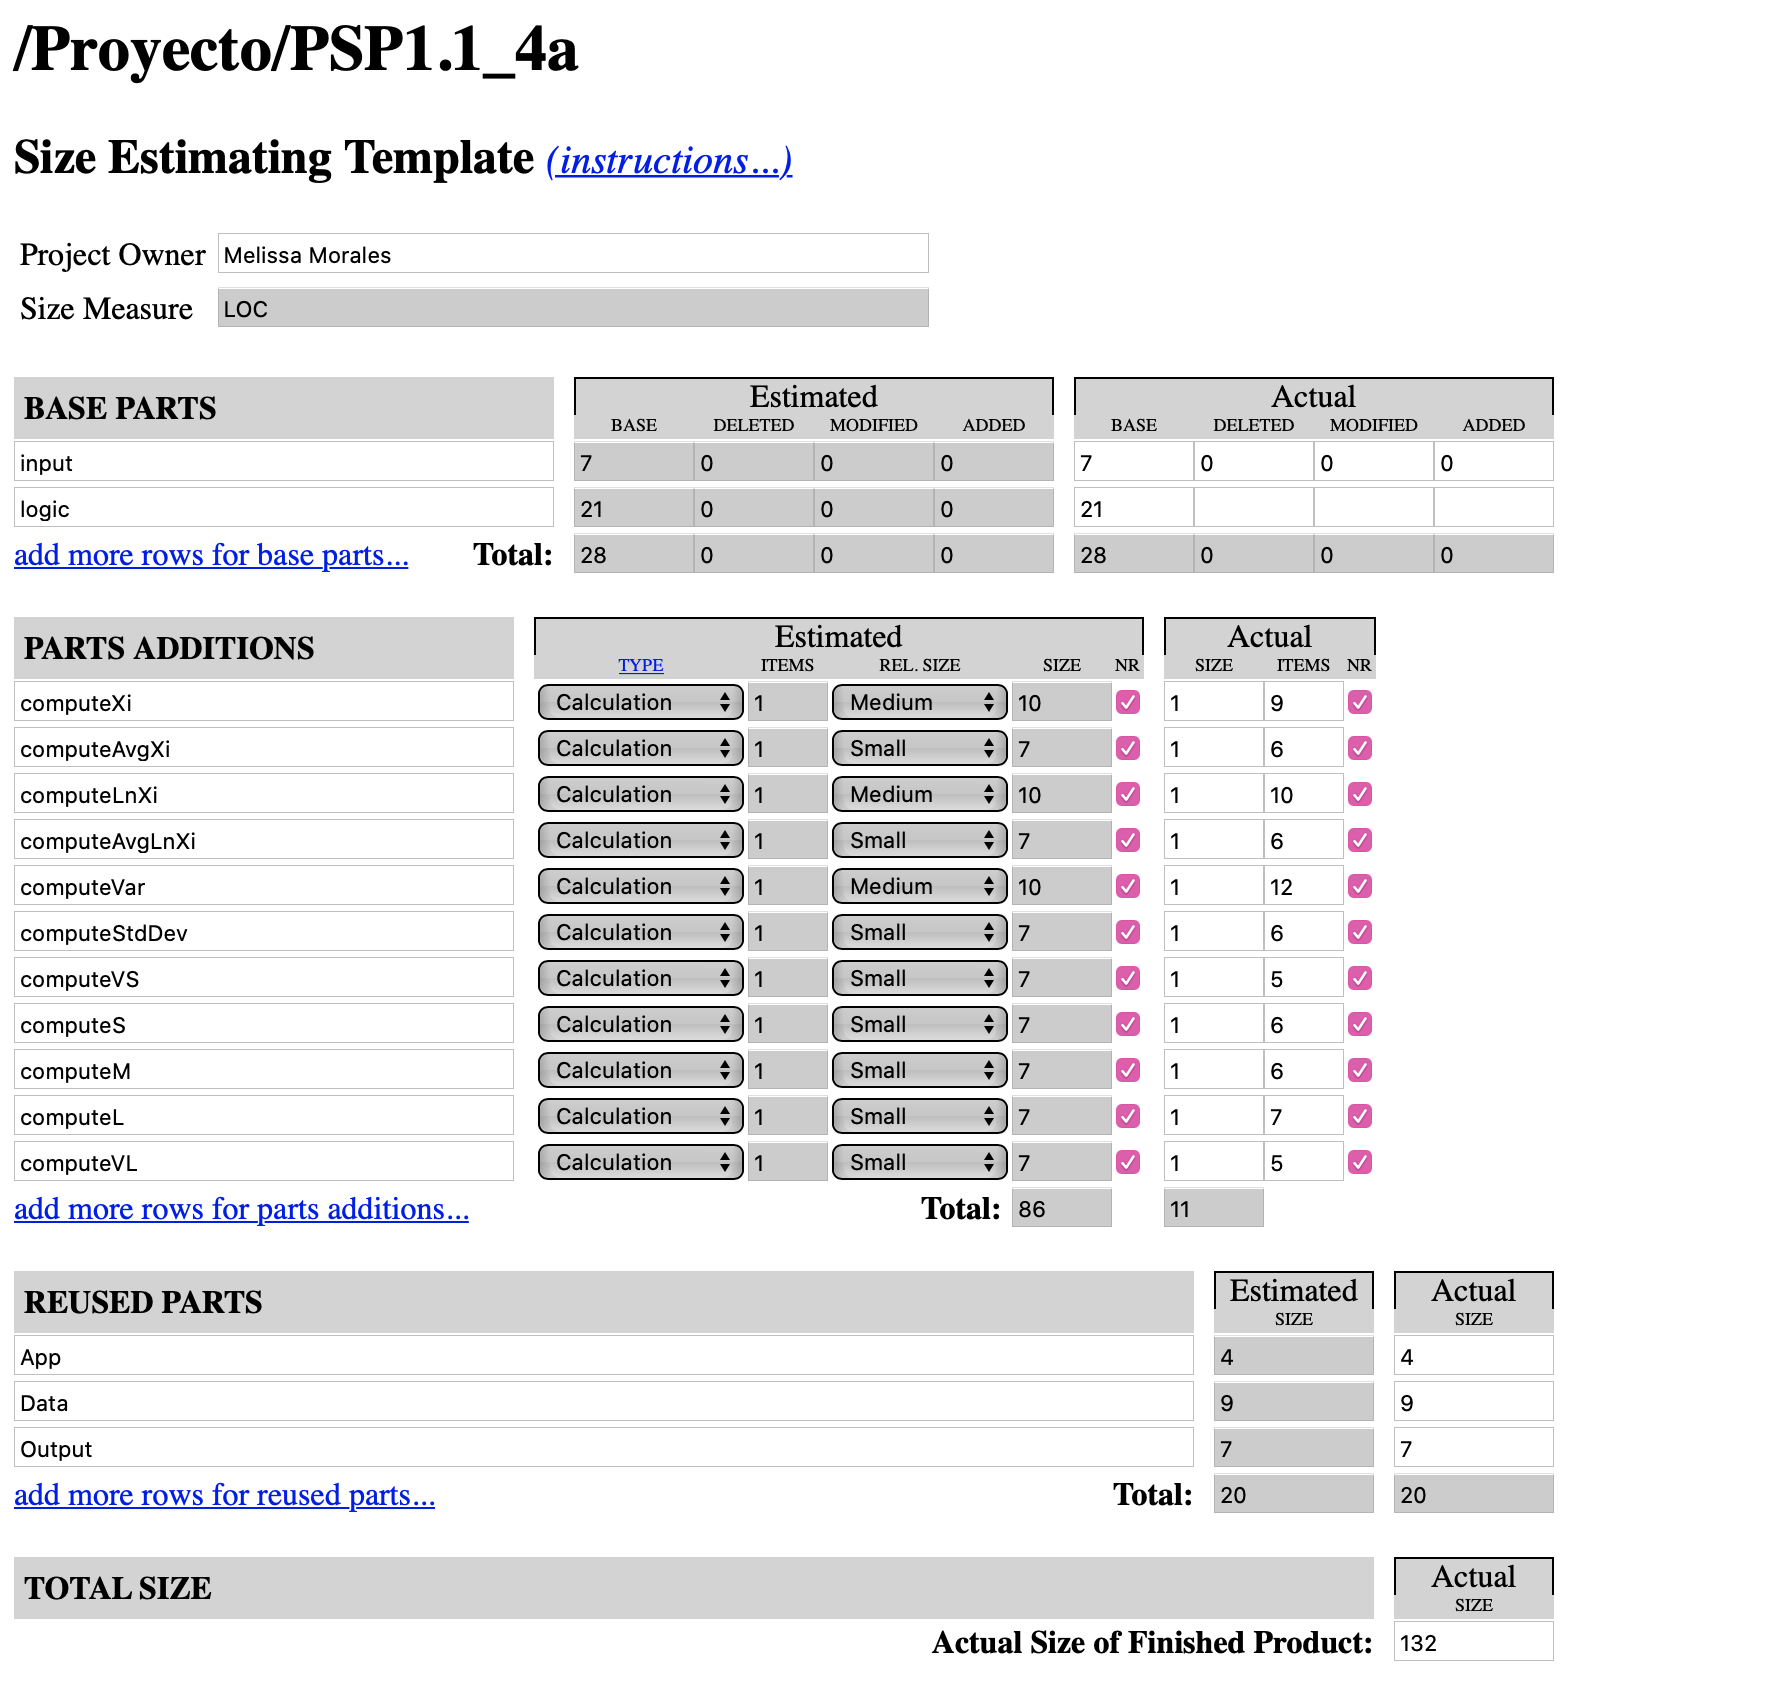 /Proyecto/PSP1.1_4a
Size Estimating Template (instructions...)
Project Owner Melissa Morales
Size Measure LOC
BASE PARTS Estimated Actual
BASE DELETED MODIFIED ADDED BASE DELETED MODIFIED ADDED
input 7 0 0 0 7 0 0 0
logic 21 0 0 0 21
add more rows for base parts... Total: 28 0 0 0 28 0 0 0
PARTS ADDITIONS Estimated Actual
TYPE ITEMS REL. SIZE SIZE NR SIZE ITEMS NR
computeXi Calculation 1 Medium 10 1 9
computeAvgXi Calculation 1 Small 7 1 6
computeLnXi Calculation 1 Medium 10 1 10
computeAvgLnXi Calculation 1 Small 7 1 6
computeVar Calculation 1 Medium 10 1 12
computeStdDev Calculation 1 Small 7 1 6
computeVS Calculation 1 Small 7 1 5
computeS Calculation 1 Small 7 1 6
computeM Calculation 1 Small 7 1 6
computeL Calculation 1 Small 7 1 7
computeVL Calculation 1 Small 7 1 5
add more rows for parts additions... Total: 86 11
REUSED PARTS Estimated Actual
SIZE SIZE
App 4 4
Data 9 9
Output 7 7
add more rows for reused parts... Total: 20 20
TOTAL SIZE Actual
SIZE
Actual Size of Finished Product: 132